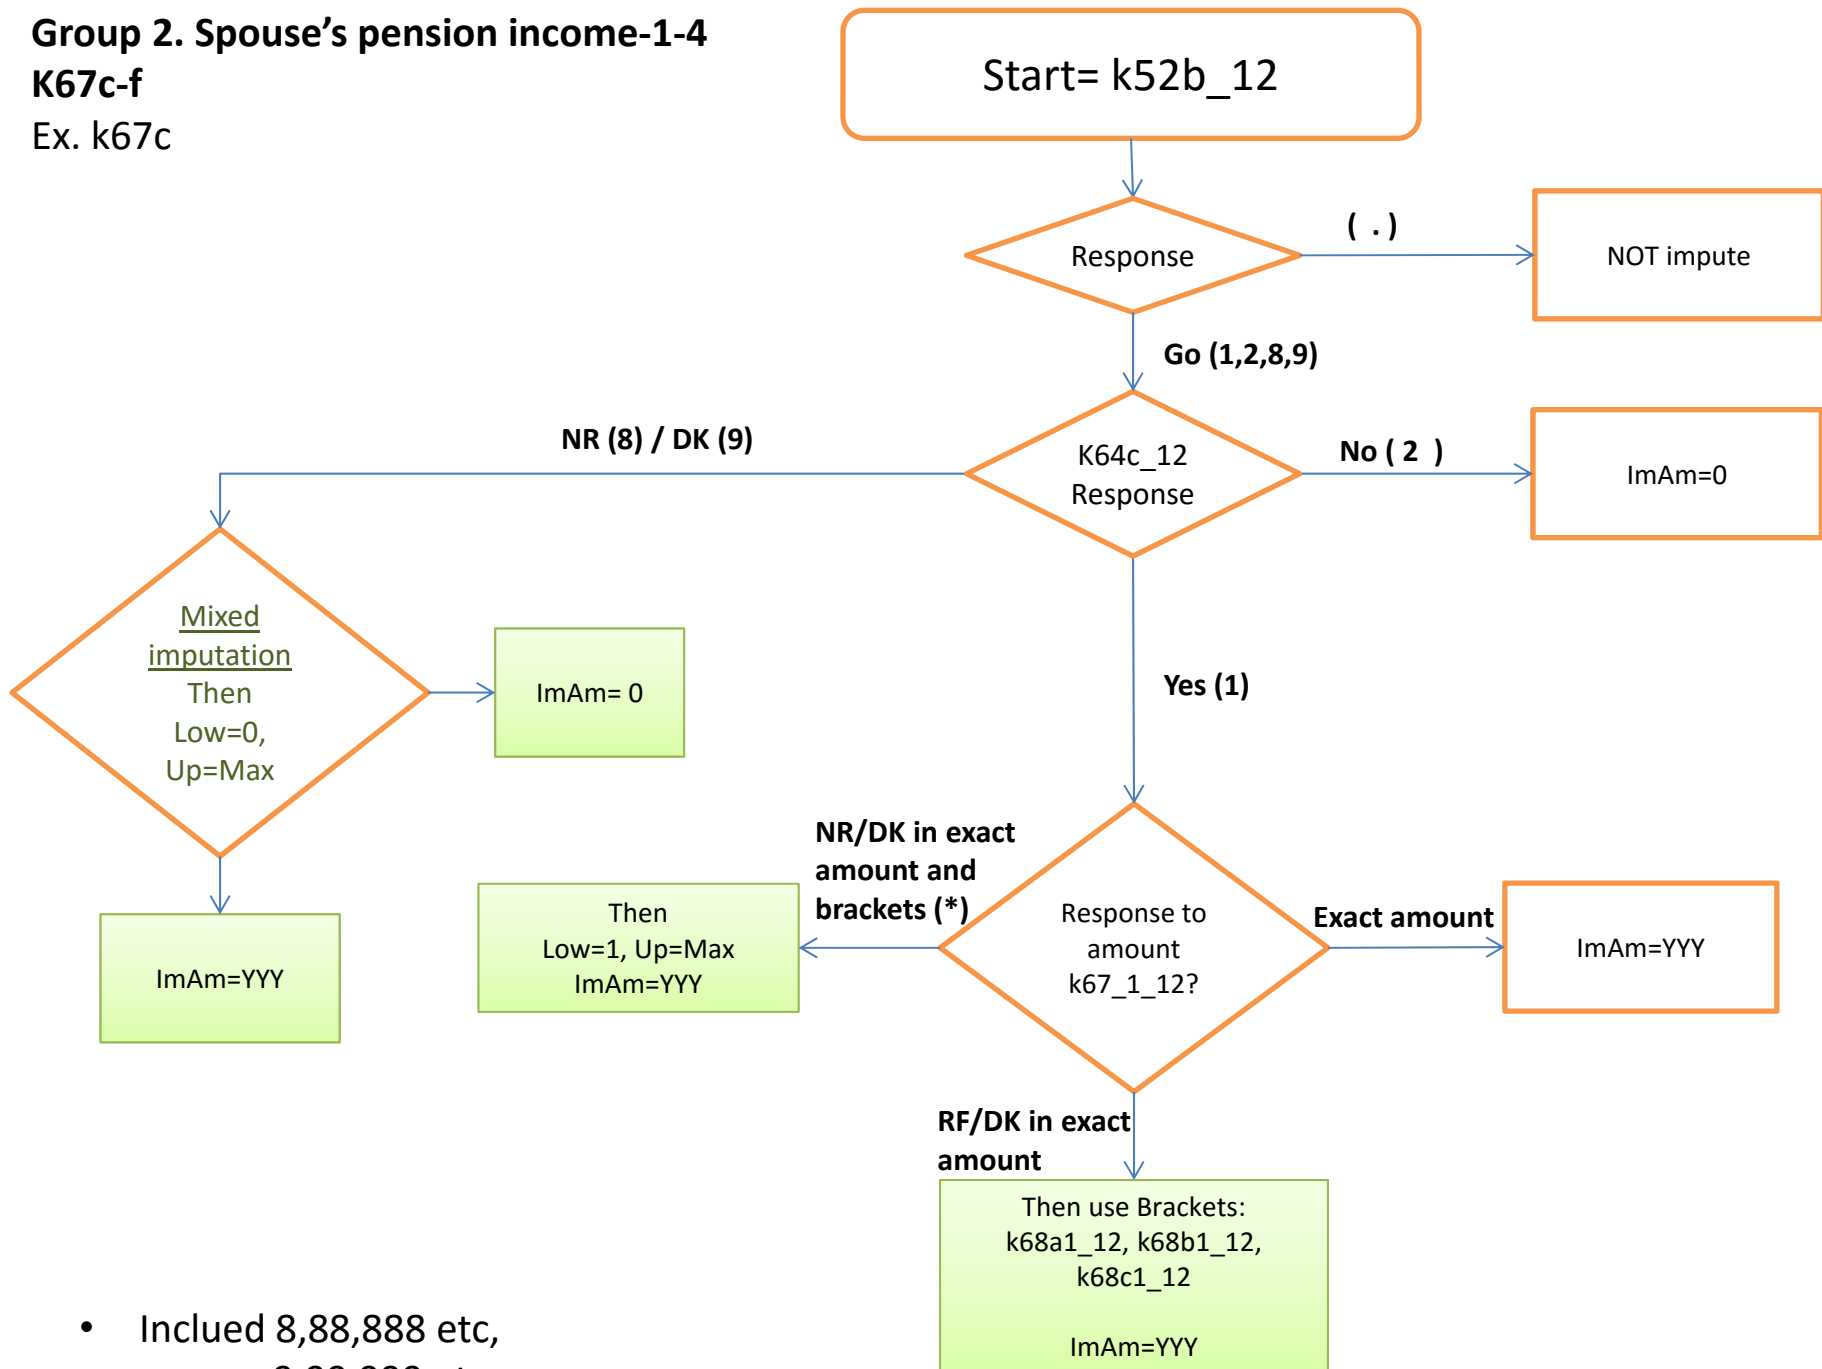 Group 2. Spouse’s pension income-1-4
K67c-f
Ex. k67c
Start= k52b_12
Response
( . )
NOT impute
Go (1,2,8,9)
NR (8) / DK (9)
K64c_12
Response
No ( 2 )
ImAm=0
Mixed
imputation
Then
Low=0,
Up=Max
ImAm= 0
Yes (1)
ImAm=YYY
NR/DK in exact
amount and
brackets (*)
Then
Low=1, Up=Max
ImAm=YYY
Response to
amount
k67_1_12?
Exact amount
ImAm=YYY
RF/DK in exact
amount
Then use Brackets:
k68a1_12, k68b1_12,
k68c1_12
ImAm=YYY
• Inclued 8,88,888 etc,